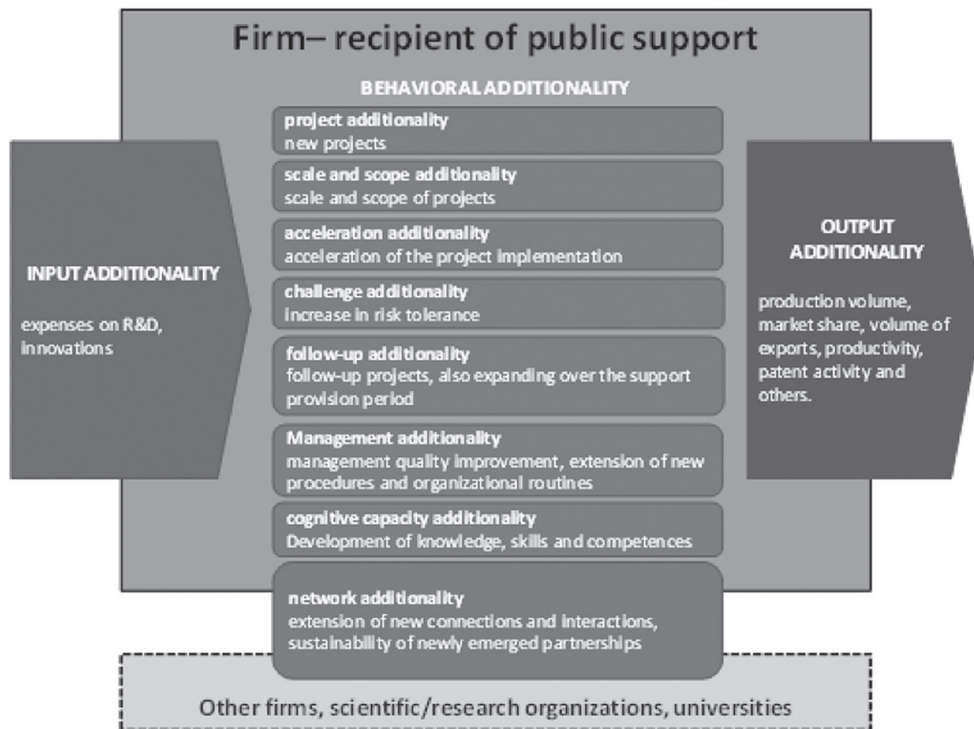 Firm– recipient of public support
BEHAVIORAL ADDITIONALITY
project additionality
new projects
scale and scope additionality
scale and scope of projects
acceleration additionality
acceleration of the project implementation
challenge additionality
increase in risk tolerance
follow-up additionality
follow-up projects, also expanding over the support
provision period
Management additionality
management quality improvement, extension of new
procedures and organizational routines
cognitive capacity additionality
Development of knowledge, skills and competences
network additionality
extension of new connections and interactions,
sustainability of newly emerged partnerships
INPUT ADDITIONALITY
expenses on R&D,
innovations
OUTPUT
ADDITIONALITY
production volume,
market share, volume of
exports, productivity,
patent activity and
others.
Other firms, scientific/research organizations, universities